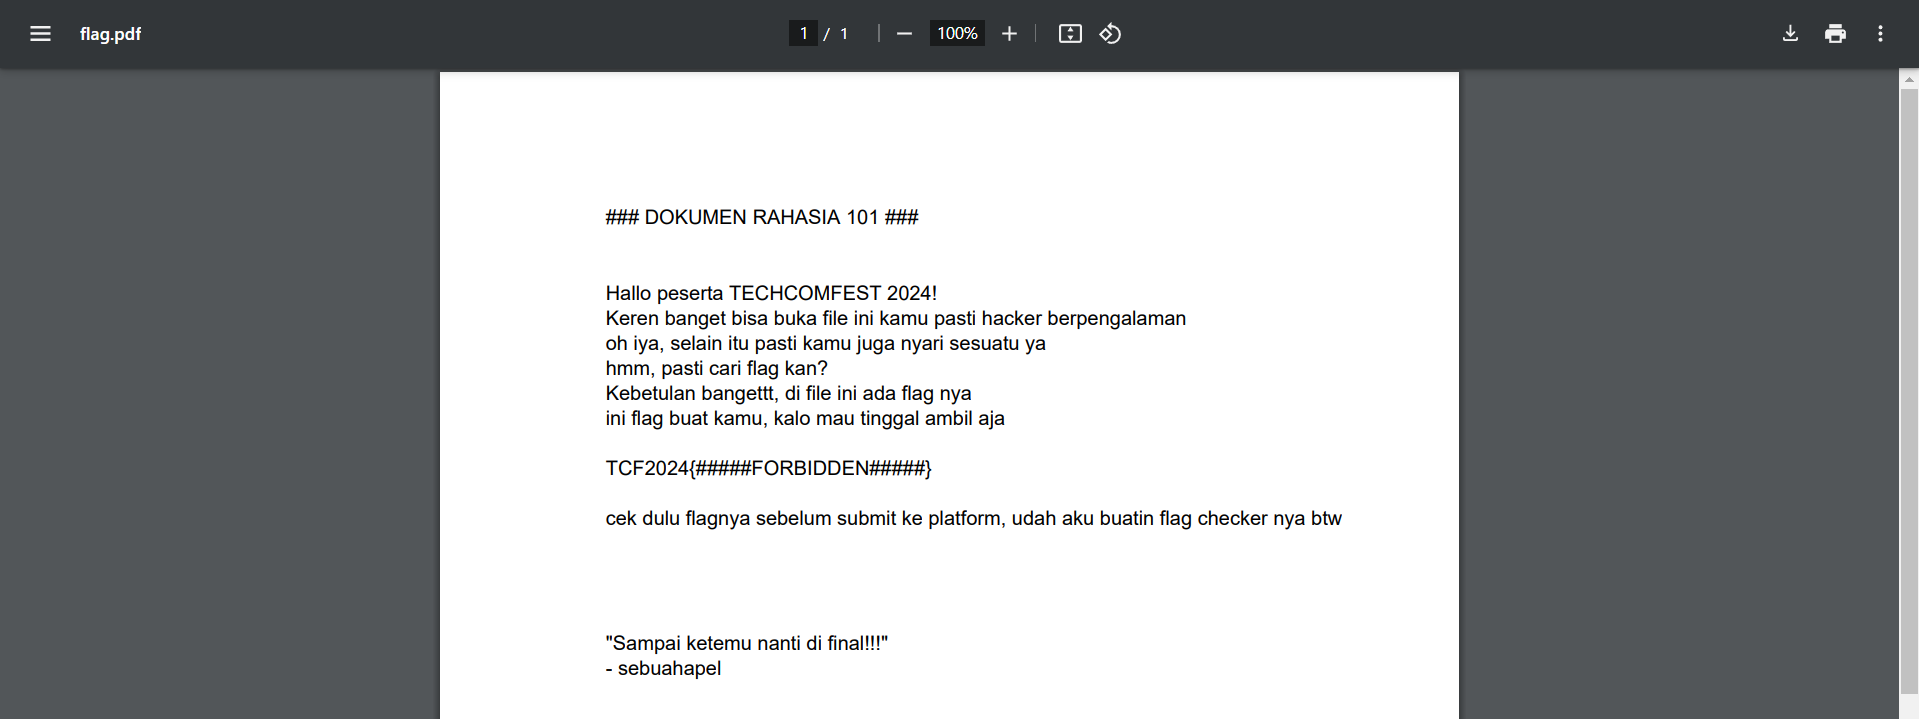 flag.pdf
1 / 1
100%
### DOKUMEN RAHASIA 101 ###
Hallo peserta TECHCOMFEST 2024!
Keren banget bisa buka file ini kamu pasti hacker berpengalaman
oh iya, selain itu pasti kamu juga nyari sesuatu ya
hmm, pasti cari flag kan?
Kebetulan bangettt, di file ini ada flag nya
ini flag buat kamu, kalo mau tinggal ambil aja
TCF2024{#####FORBIDDEN#####}
cek dulu flagnya sebelum submit ke platform, udah aku buatin flag checker nya btw
"Sampai ketemu nanti di final!!!"
- sebuahapel